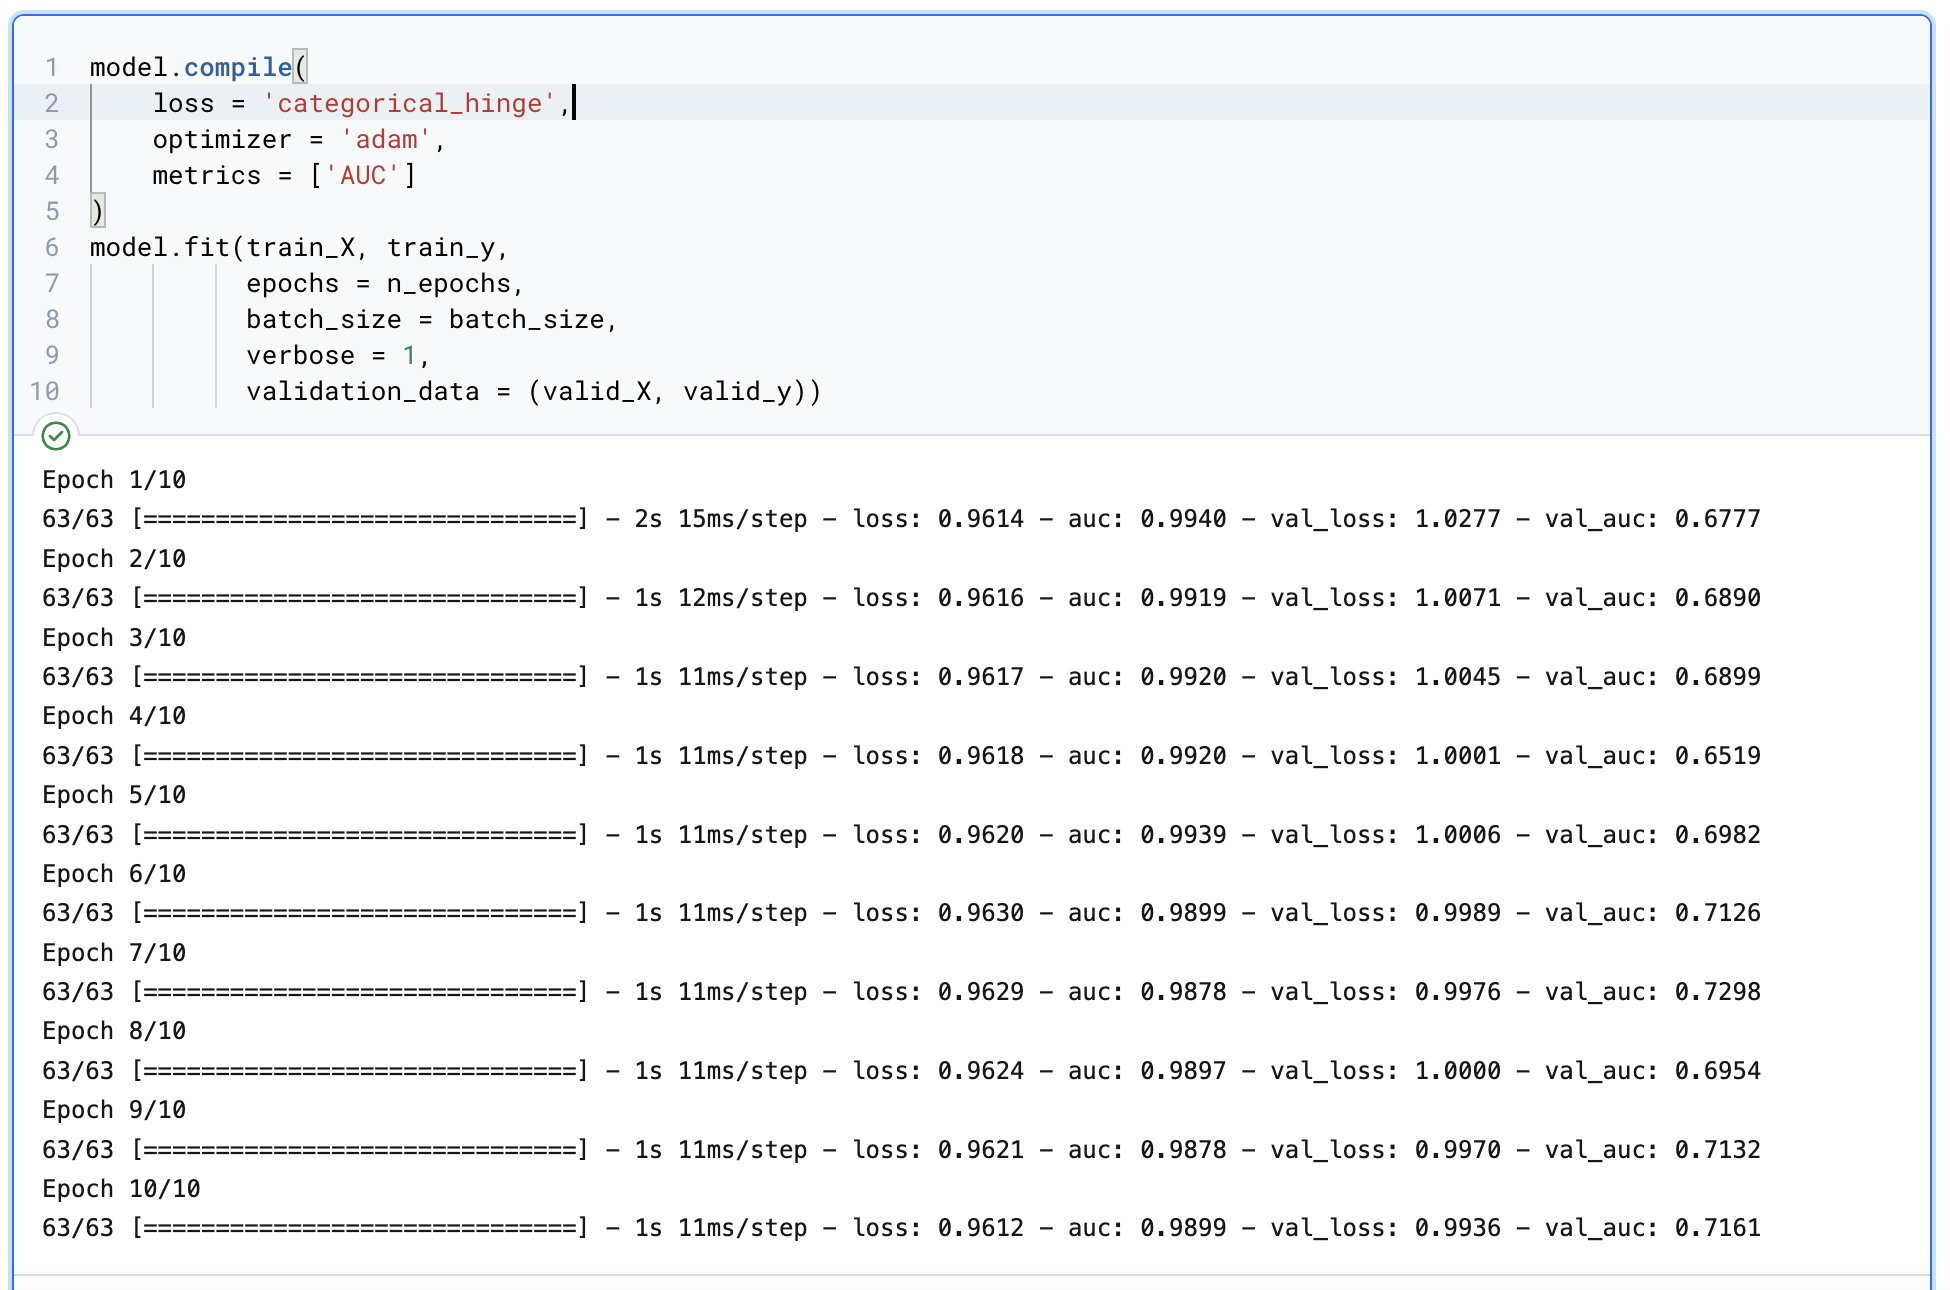 1 model.compile(
2     loss = 'categorical_hinge',
3     optimizer = 'adam',
4     metrics = ['AUC']
5 )
6 model.fit(train_X, train_y,
7           epochs = n_epochs,
8           batch_size = batch_size,
9           verbose = 1,
10           validation_data = (valid_X, valid_y))
Epoch 1/10
63/63 [==============================] - 2s 15ms/step - loss: 0.9614 - auc: 0.9940 - val_loss: 1.0277 - val_auc: 0.6777
Epoch 2/10
63/63 [==============================] - 1s 12ms/step - loss: 0.9616 - auc: 0.9919 - val_loss: 1.0071 - val_auc: 0.6890
Epoch 3/10
63/63 [==============================] - 1s 11ms/step - loss: 0.9617 - auc: 0.9920 - val_loss: 1.0045 - val_auc: 0.6899
Epoch 4/10
63/63 [==============================] - 1s 11ms/step - loss: 0.9618 - auc: 0.9920 - val_loss: 1.0001 - val_auc: 0.6519
Epoch 5/10
63/63 [==============================] - 1s 11ms/step - loss: 0.9620 - auc: 0.9939 - val_loss: 1.0006 - val_auc: 0.6982
Epoch 6/10
63/63 [==============================] - 1s 11ms/step - loss: 0.9630 - auc: 0.9899 - val_loss: 0.9989 - val_auc: 0.7126
Epoch 7/10
63/63 [==============================] - 1s 11ms/step - loss: 0.9629 - auc: 0.9878 - val_loss: 0.9976 - val_auc: 0.7298
Epoch 8/10
63/63 [==============================] - 1s 11ms/step - loss: 0.9624 - auc: 0.9897 - val_loss: 1.0000 - val_auc: 0.6954
Epoch 9/10
63/63 [==============================] - 1s 11ms/step - loss: 0.9621 - auc: 0.9878 - val_loss: 0.9970 - val_auc: 0.7132
Epoch 10/10
63/63 [==============================] - 1s 11ms/step - loss: 0.9612 - auc: 0.9899 - val_loss: 0.9936 - val_auc: 0.7161